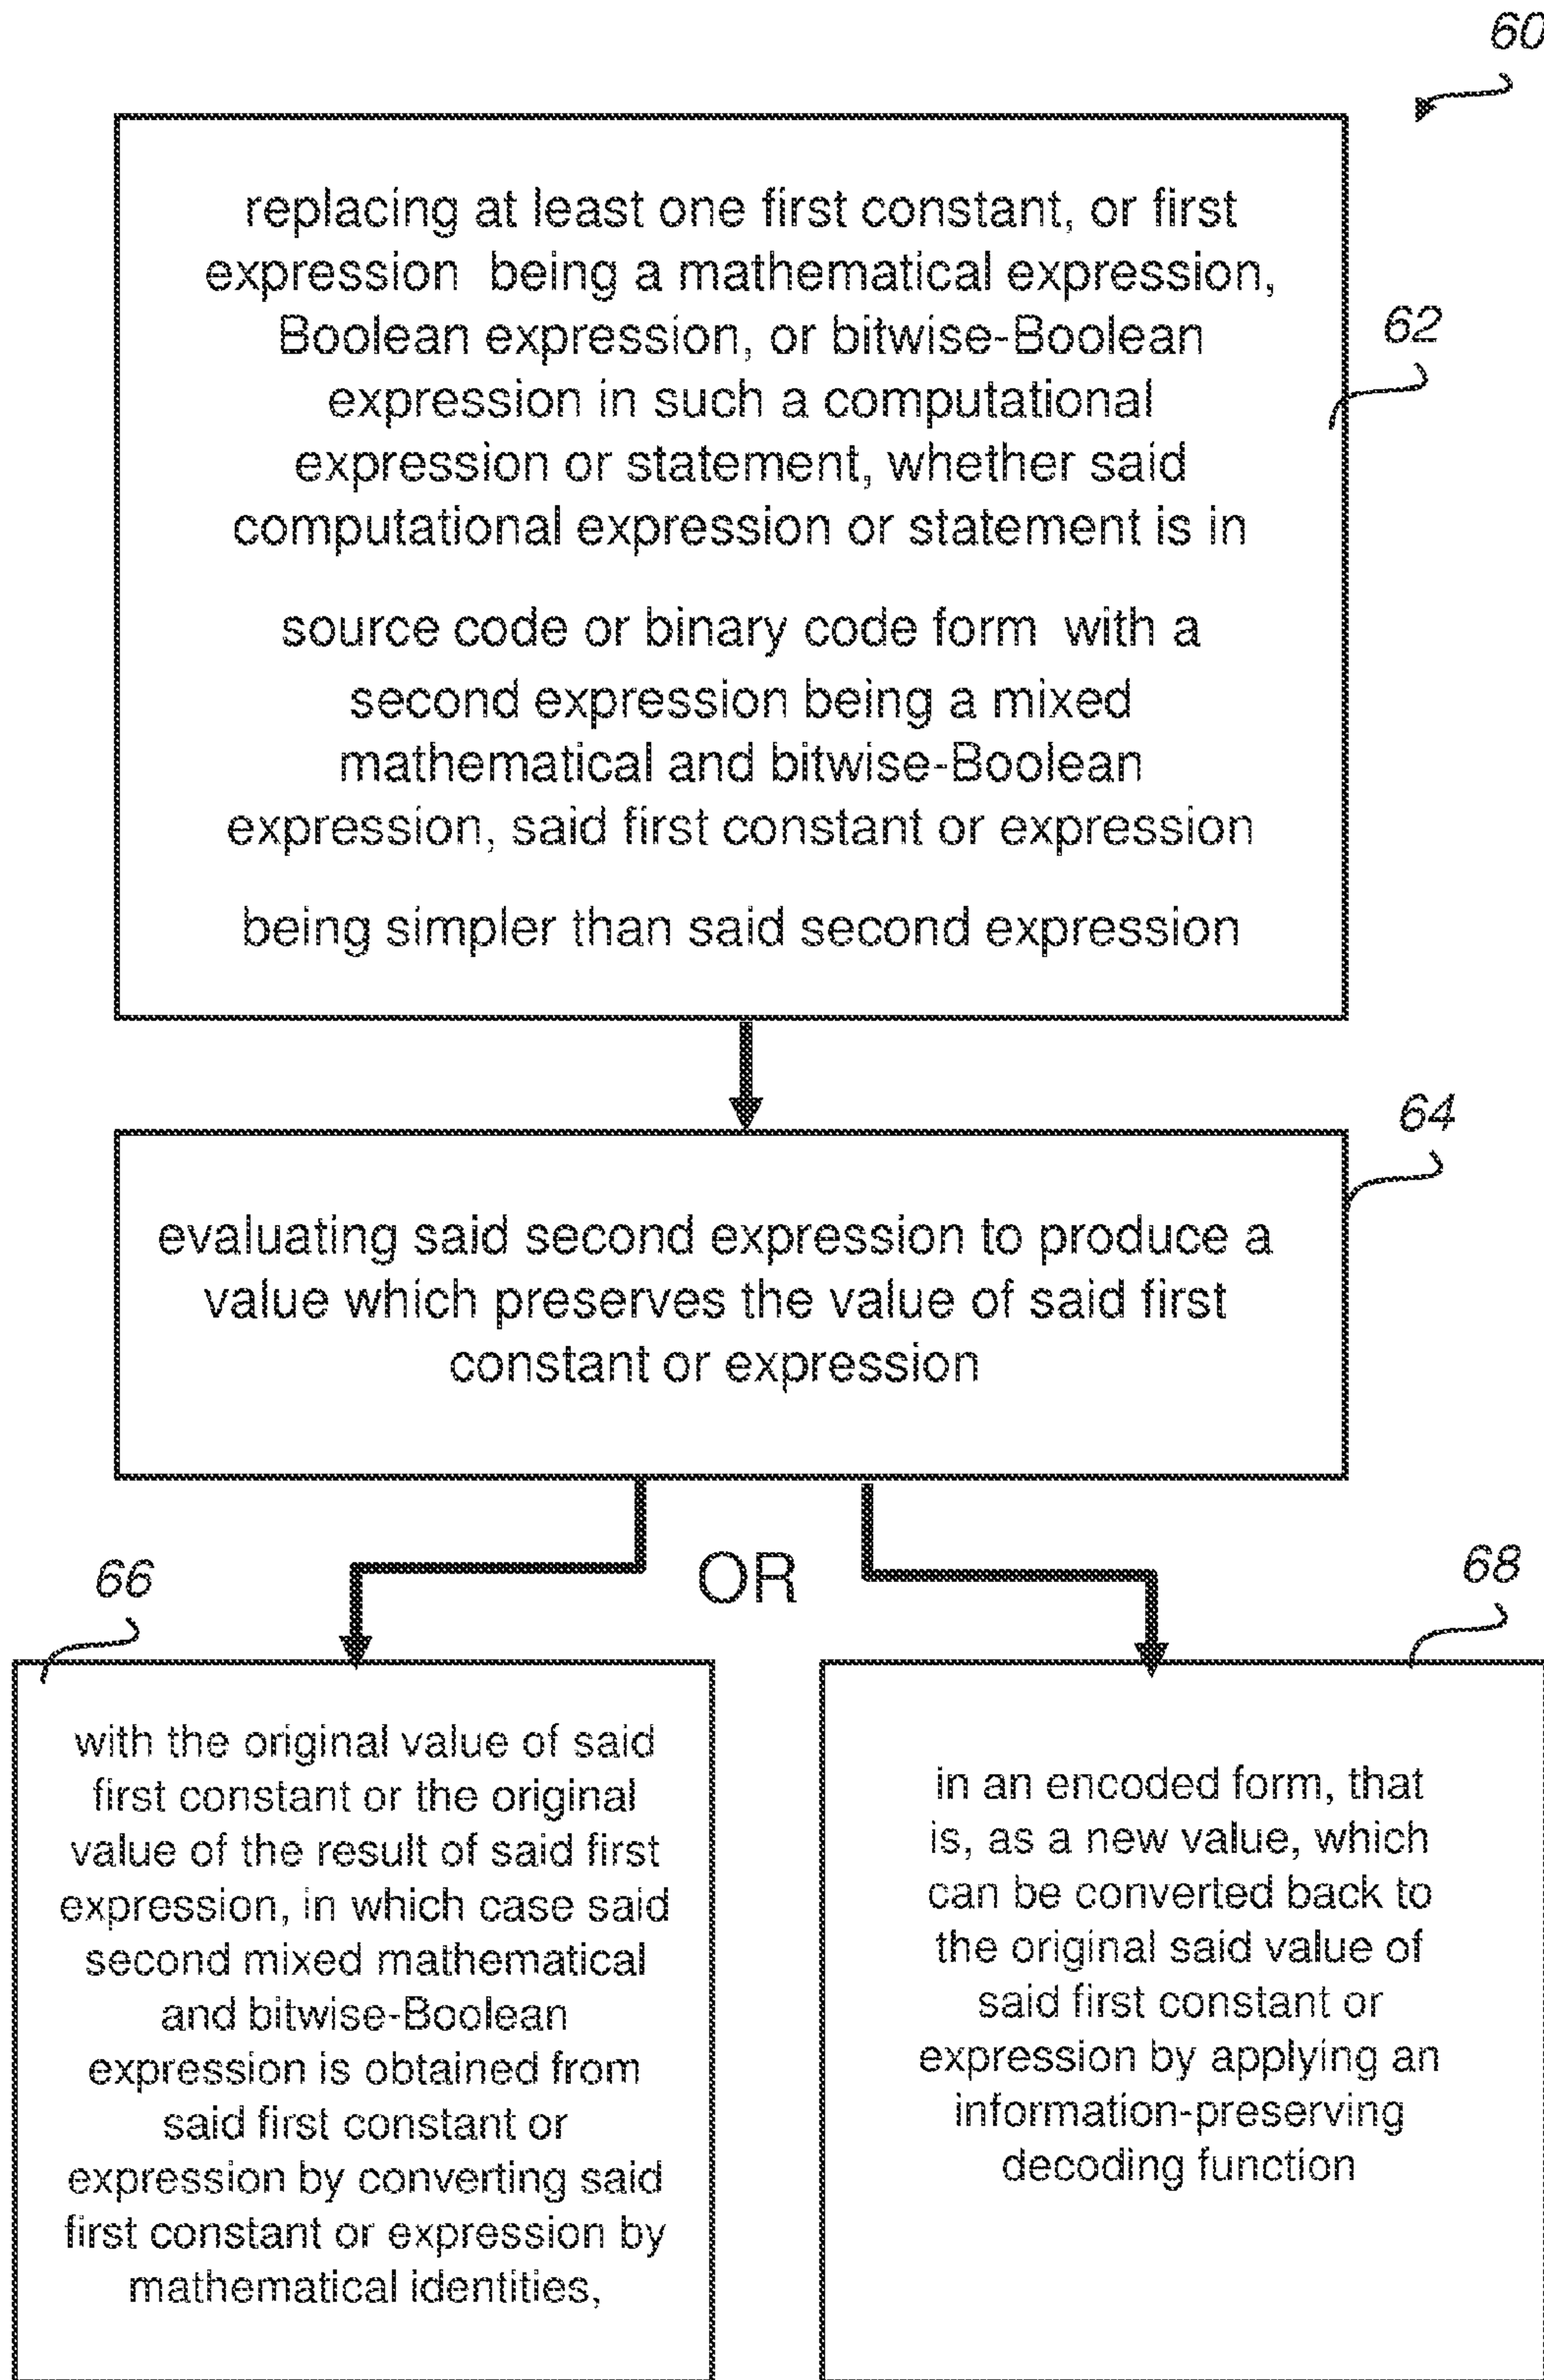 60
replacing at least one first constant, or first
expression being a mathematical expression,
Boolean expression, or bitwise-Boolean
expression in such a computational
expression or statement, whether said
computational expression or statement is in
source code or binary code form with a
second expression being a mixed
mathematical and bitwise-Boolean
expression, said first constant or expression
being simpler than said second expression
62
64
evaluating said second expression to produce a
value which preserves the value of said first
constant or expression
OR
66
with the original value of said
first constant or the original
value of the result of said first
expression, in which case said
second mixed mathematical
and bitwise-Boolean
expression is obtained from
said first constant or
expression by converting said
first constant or expression by
mathematical identities,
68
in an encoded form, that
is, as a new value, which
can be converted back to
the original said value of
said first constant or
expression by applying an
information-preserving
decoding function